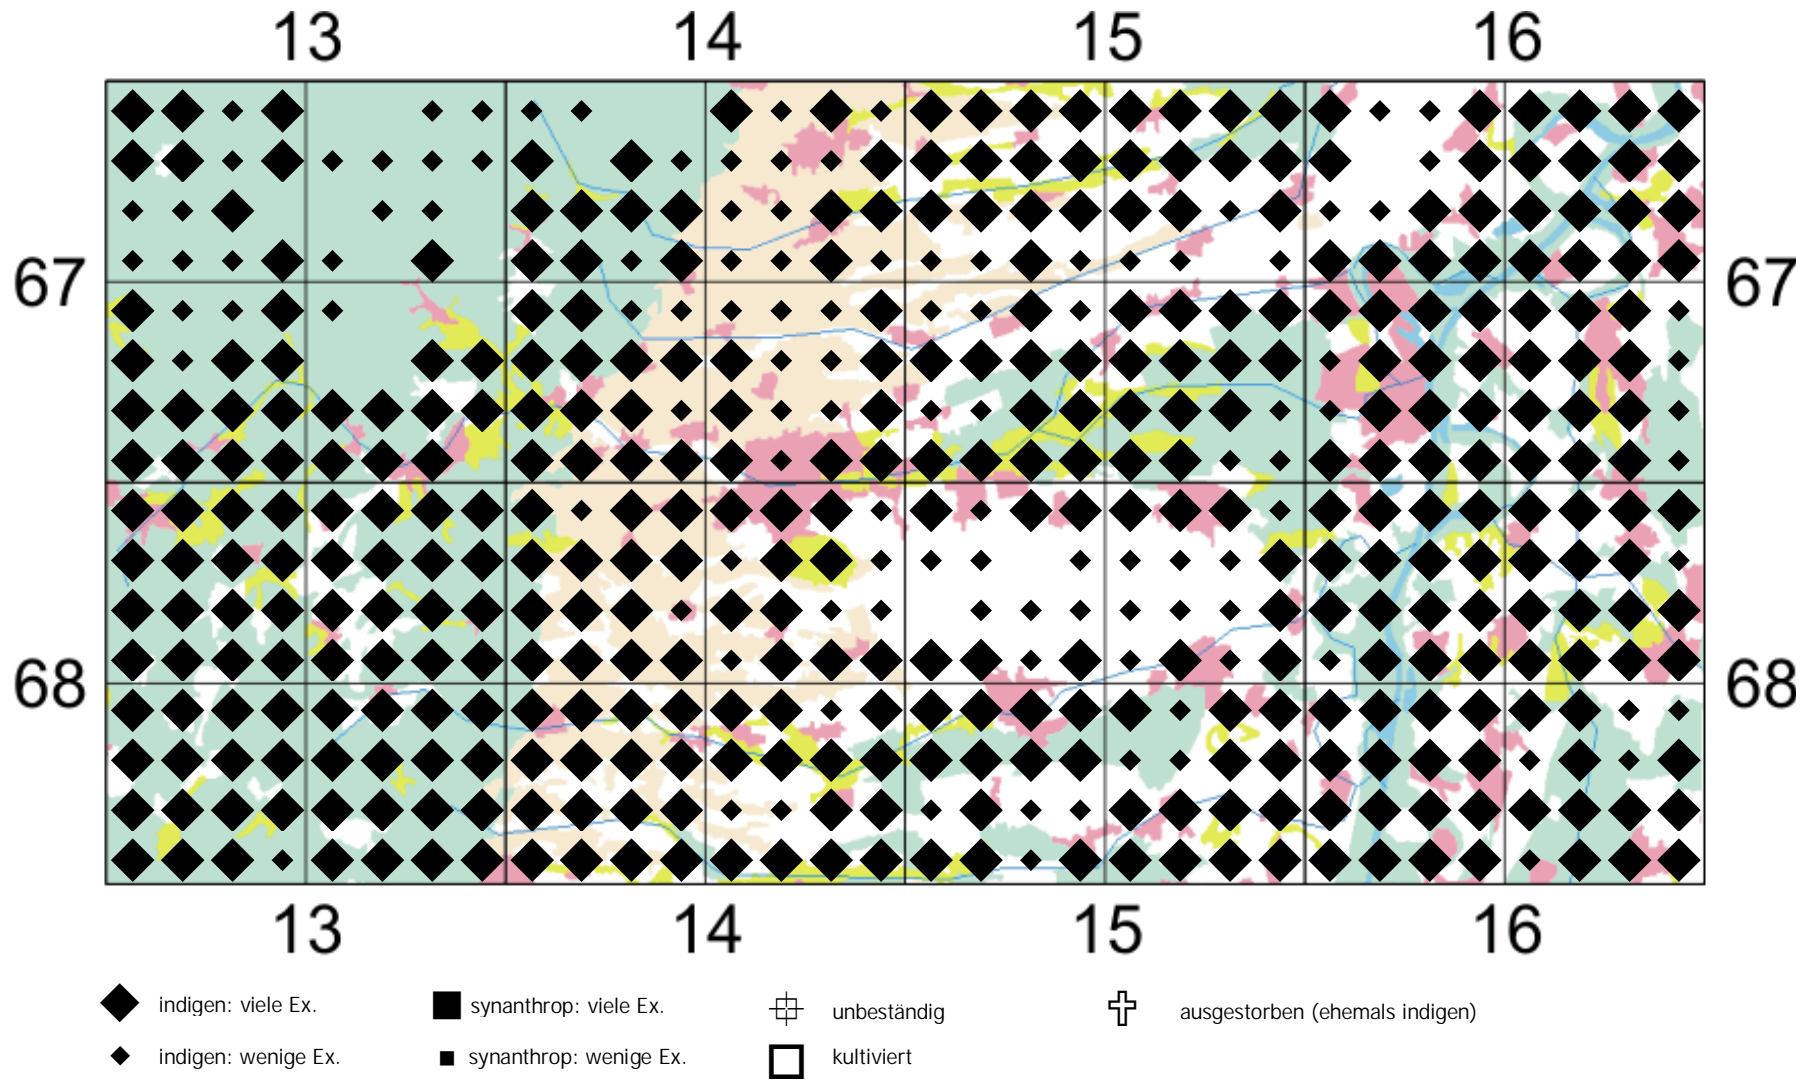 13 14 15 16
67 67
68 68
13 14 15 16
indigen: viele Ex. synanthrop: viele Ex. unbeständig ausgestorben (ehemals indigen)
indigen: wenige Ex. synanthrop: wenige Ex. kultiviert